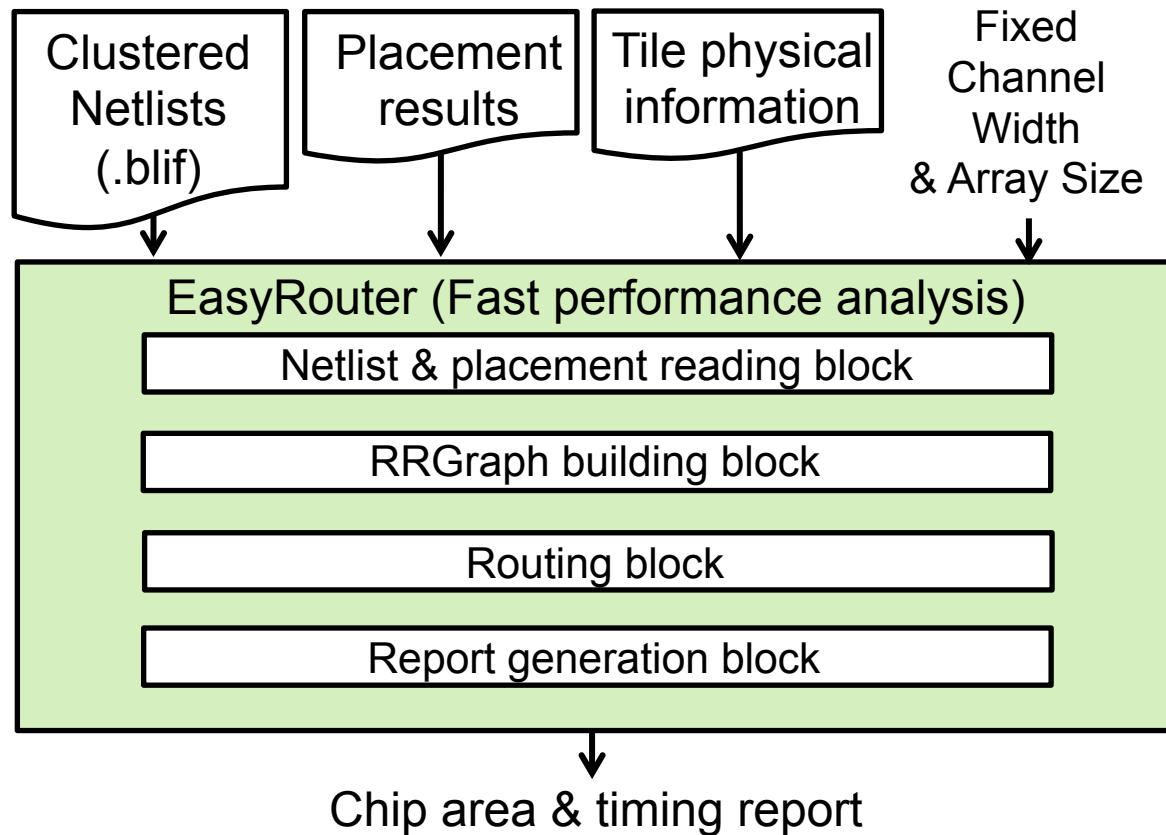 Clustered
Netlists
(.blif)
Placement
results
Tile physical
information
Fixed
Channel
Width
& Array Size
EasyRouter (Fast performance analysis)
Netlist & placement reading block
RRGraph building block
Routing block
Report generation block
Chip area & timing report